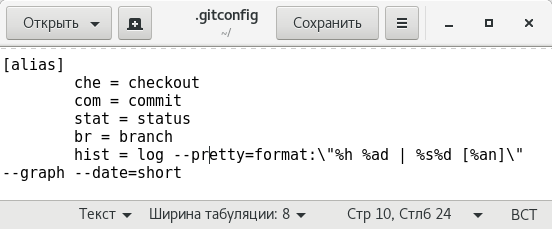 Открыть
.gitconfig
~/
Сохранить
[alias]
che = checkout
com = commit
stat = status
br = branch
hist = log --pretty=format:\"%h %ad | %s%d [%an]\"
--graph --date=short
Текст Ширина табуляции: 8 Стр 10, Стлб 24 ВСТ